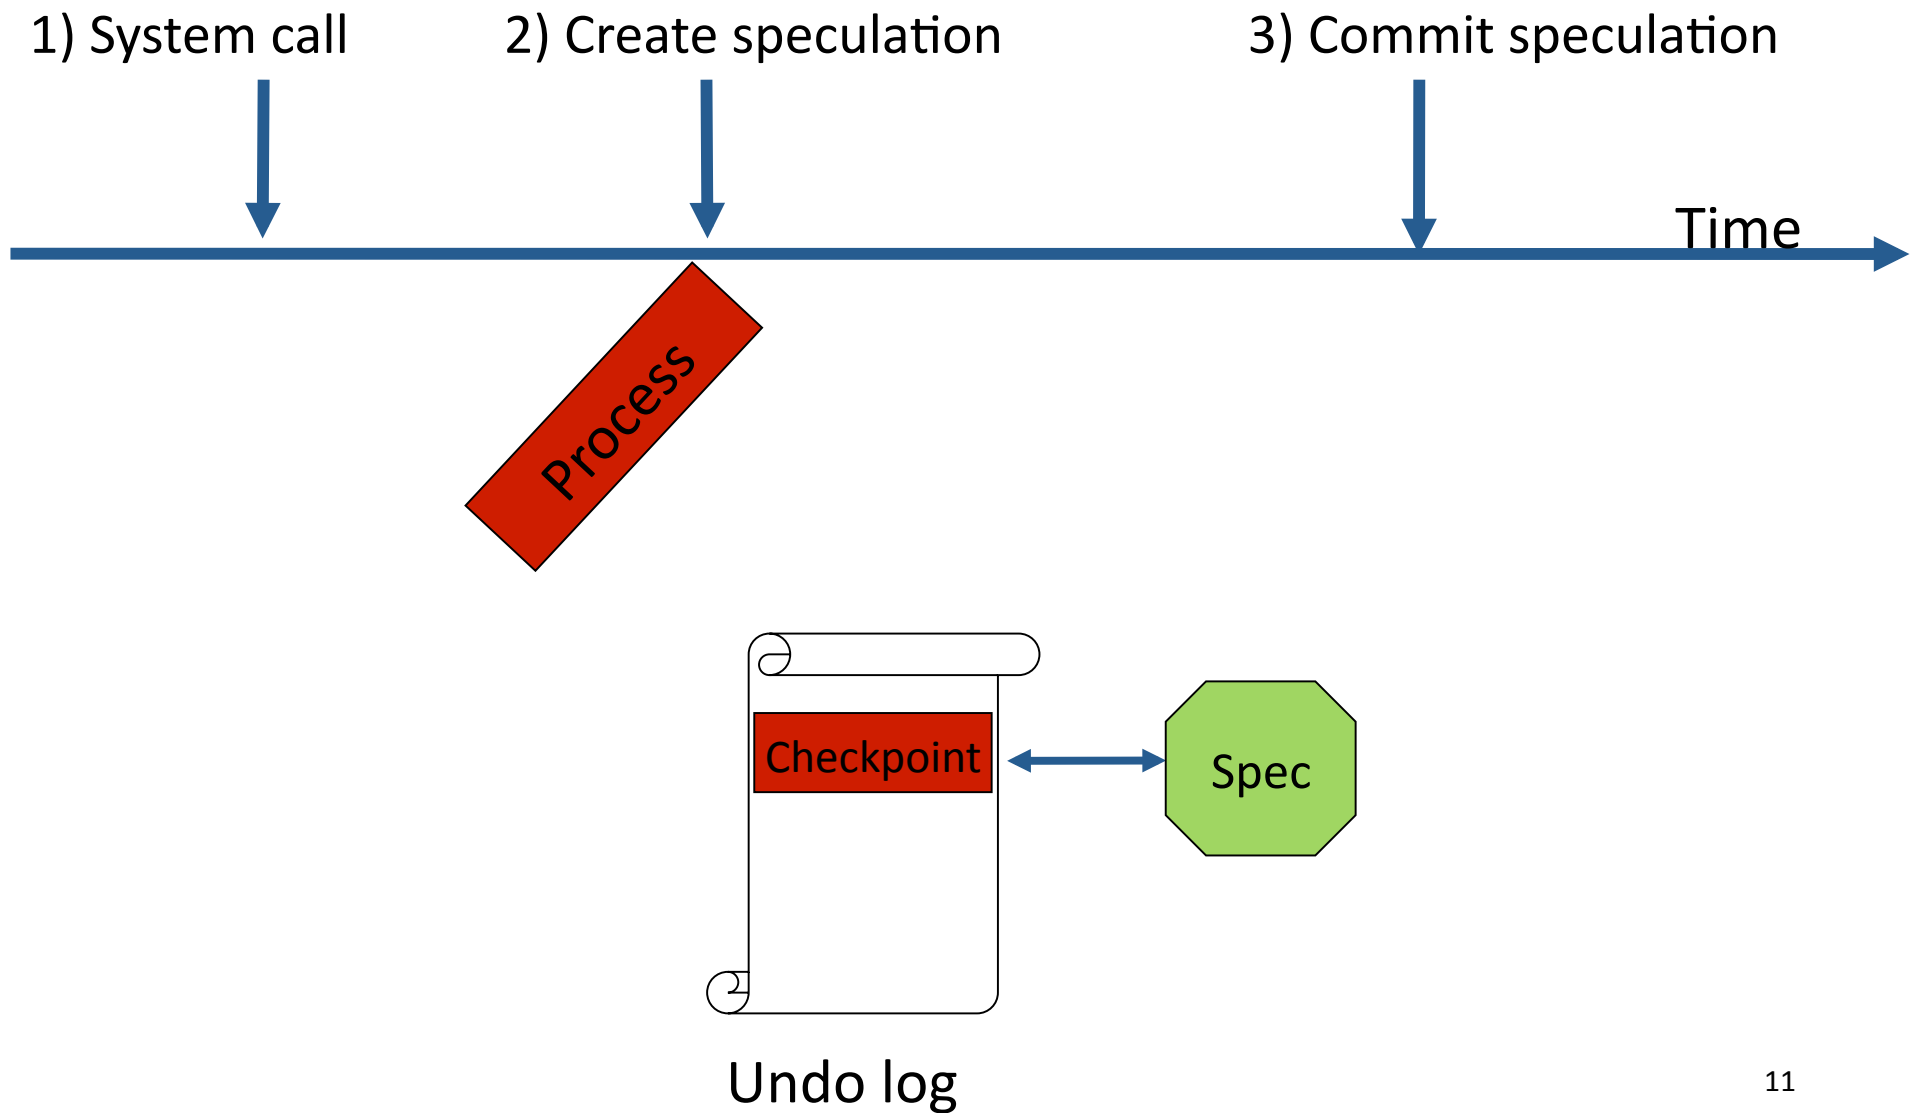 1) System call
2) Create speculation
3) Commit speculation
Time
Process
Checkpoint
Spec
Undo log
11